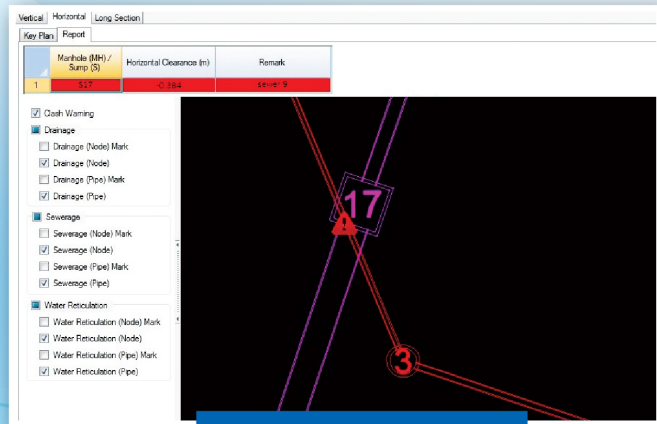 Vertical Horizontal Long Section
Key Plan Report
Manhole (MH) / Sump (S) Horizontal Clearance (m) Remark
1 S17 -0.364 sewer 9
Clash Warning
Drainage
Drainage (Node) Mark
Drainage (Node)
Drainage (Pipe) Mark
Drainage (Pipe)
Sewerage
Sewerage (Node) Mark
Sewerage (Node)
Sewerage (Pipe) Mark
Sewerage (Pipe)
Water Reticulation
Water Reticulation (Node) Mark
Water Reticulation (Node)
Water Reticulation (Pipe) Mark
Water Reticulation (Pipe)
17
3